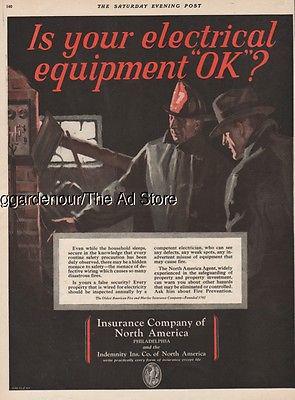 140
THE SATURDAY EVENING POST
Is your electrical
equipment "OK"?
ggardenour/The Ad Store
Even while the household sleeps,
secure in the knowledge that every
routine safety precaution has been
duly observed, there may be a hidden
menace to safety—the menace of de-
fective wiring which causes so many
disastrous fires.
Is yours a false security? Every
property that is wired for electricity
should be inspected annually by a
competent electrician, who can see
any defects, any weak spots, any in-
advertent misuse of equipment that
may cause fire.
The North America Agent, widely
experienced in the safeguarding of
property and property interests, can
warn you about other hazards
that may be eliminated or controlled.
Ask Him about Fire Prevention.
The Oldest American Fire and Marine Insurance Company—Founded 1792
Insurance Company of
North America
PHILADELPHIA
and the
Indemnity Ins. Co. of North America
write practically every form of insurance except life